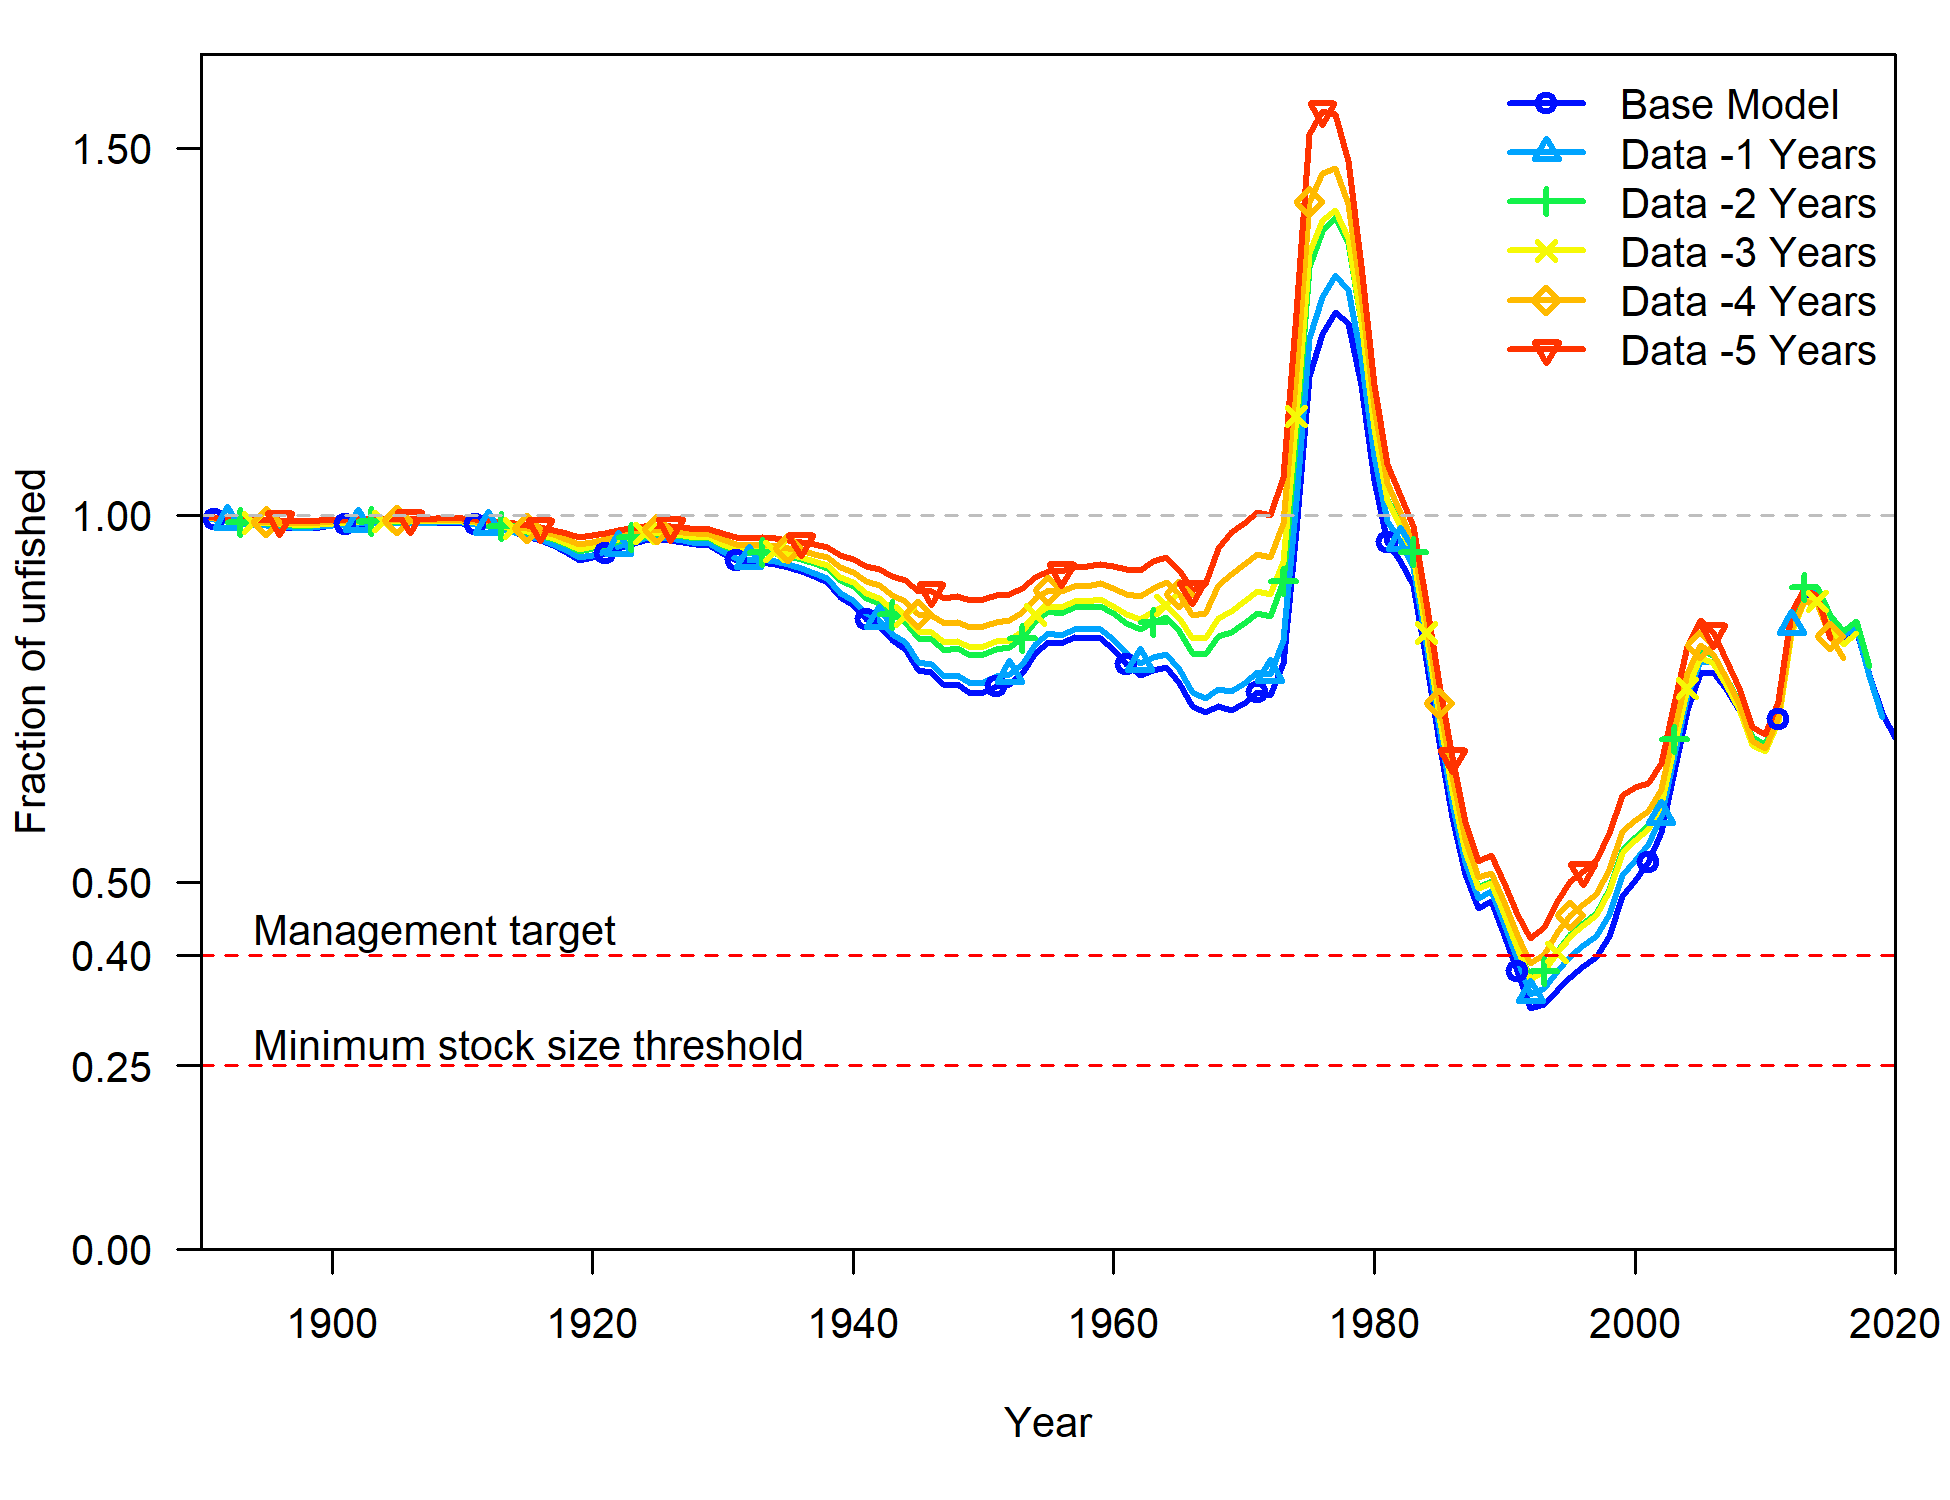 Base Model
Data -1 Years
Data -2 Years
Data -3 Years
Data -4 Years
Data -5 Years
1.50
1.00
0.50
0.40
0.25
0.00
Fraction of unfished
Management target
Minimum stock size threshold
1900 1920 1940 1960 1980 2000 2020
Year